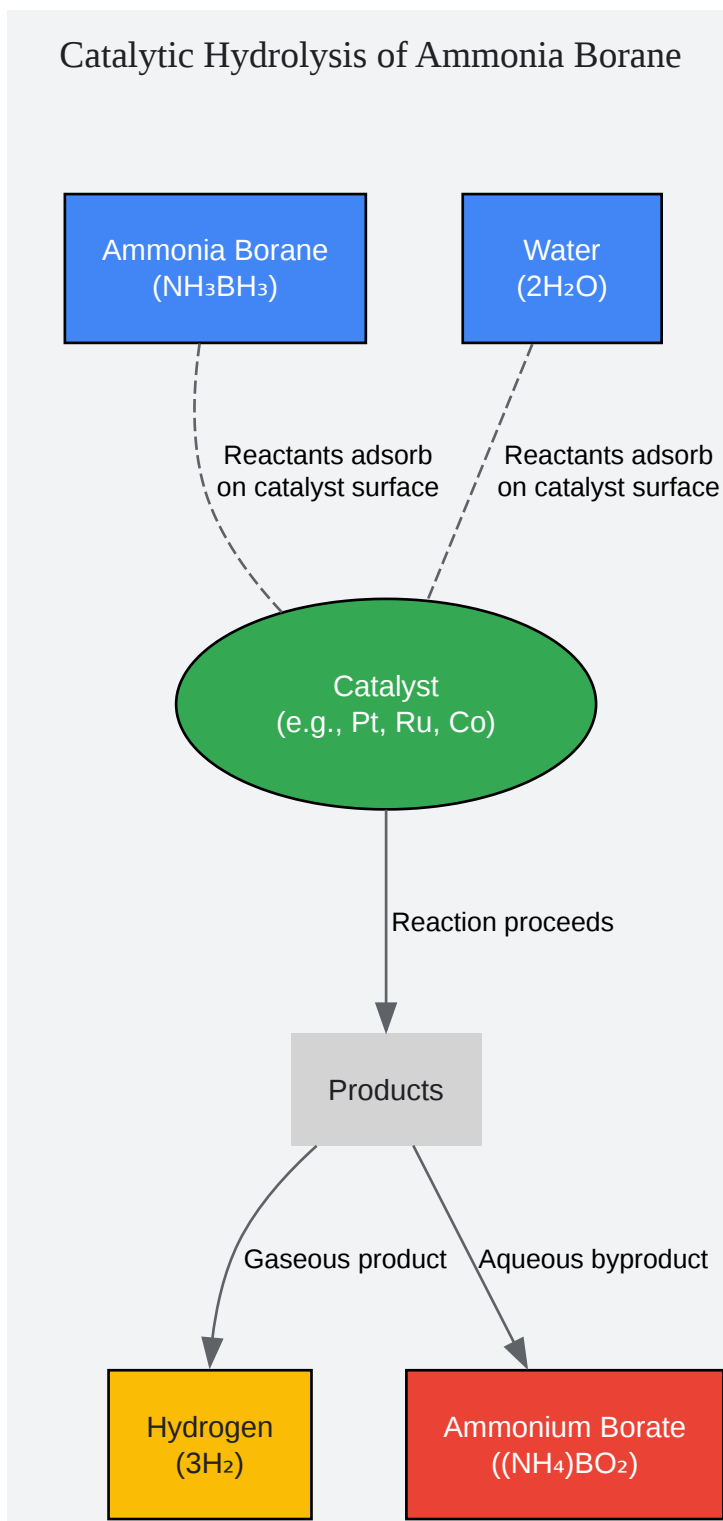 Catalytic Hydrolysis of Ammonia Borane
Ammonia Borane
(NH₃BH₃)
Water
(2H₂O)
Reactants adsorb
on catalyst surface
Reactants adsorb
on catalyst surface
Catalyst
(e.g., Pt, Ru, Co)
Reaction proceeds
Products
Gaseous product
Aqueous byproduct
Hydrogen
(3H₂)
Ammonium Borate
((NH₄)BO₂)